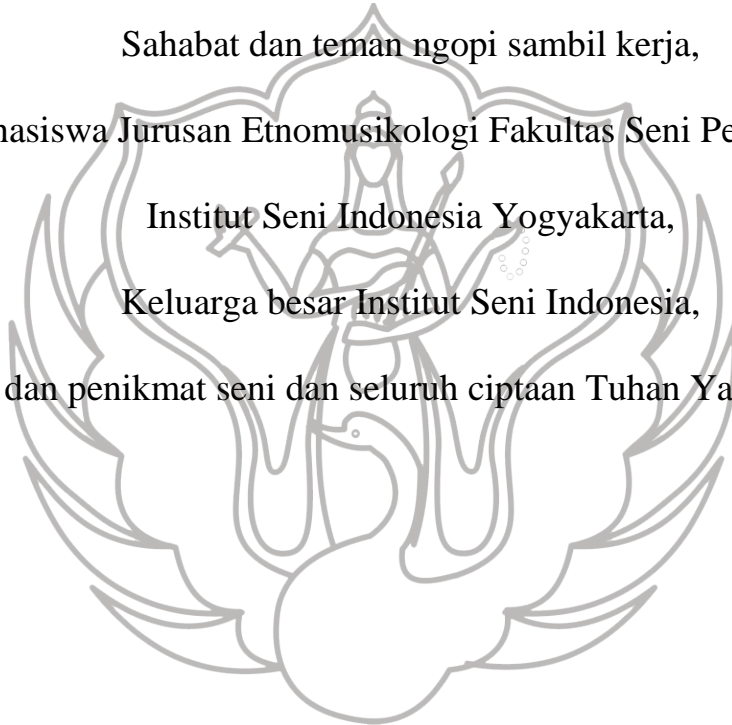 Sahabat dan teman ngopi sambil kerja,
Jurusan Etnomusikologi Fakultas Seni
Institut Seni Indonesia Yogyakarta,
Keluarga besar Institut Seni Indonesia,
dan penikmat seni dan seluruh ciptaan Tuhan